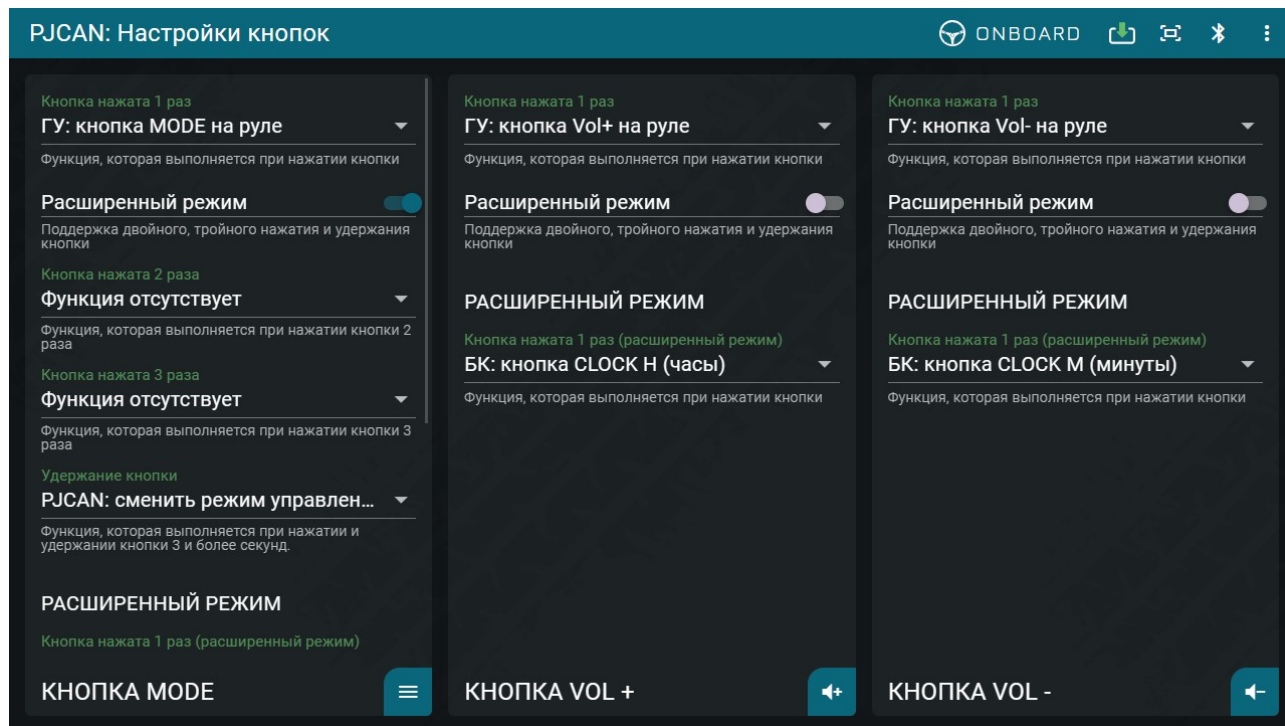 PJCAN: Настройки кнопок
ONBOARD
Кнопка нажата 1 раз
ГУ: кнопка MODE на руле
Функция, которая выполняется при нажатии кнопки
Расширенный режим
Поддержка двойного, тройного нажатия и удержания
кнопки
Кнопка нажата 2 раза
Функция отсутствует
Функция, которая выполняется при нажатии кнопки 2
раза
Кнопка нажата 3 раза
Функция отсутствует
Функция, которая выполняется при нажатии кнопки 3
раза
Удержание кнопки
PJCAN: сменить режим управлен...
Функция, которая выполняется при нажатии и
удержании кнопки 3 и более секунд.
РАСШИРЕННЫЙ РЕЖИМ
Кнопка нажата 1 раз (расширенный режим)
КНОПКА MODE
Кнопка нажата 1 раз
ГУ: кнопка Vol+ на руле
Функция, которая выполняется при нажатии кнопки
Расширенный режим
Поддержка двойного, тройного нажатия и удержания
кнопки
РАСШИРЕННЫЙ РЕЖИМ
Кнопка нажата 1 раз (расширенный режим)
БК: кнопка CLOCK H (часы)
Функция, которая выполняется при нажатии кнопки
КНОПКА VOL +
Кнопка нажата 1 раз
ГУ: кнопка Vol- на руле
Функция, которая выполняется при нажатии кнопки
Расширенный режим
Поддержка двойного, тройного нажатия и удержания
кнопки
РАСШИРЕННЫЙ РЕЖИМ
Кнопка нажата 1 раз (расширенный режим)
БК: кнопка CLOCK M (минуты)
Функция, которая выполняется при нажатии кнопки
КНОПКА VOL -